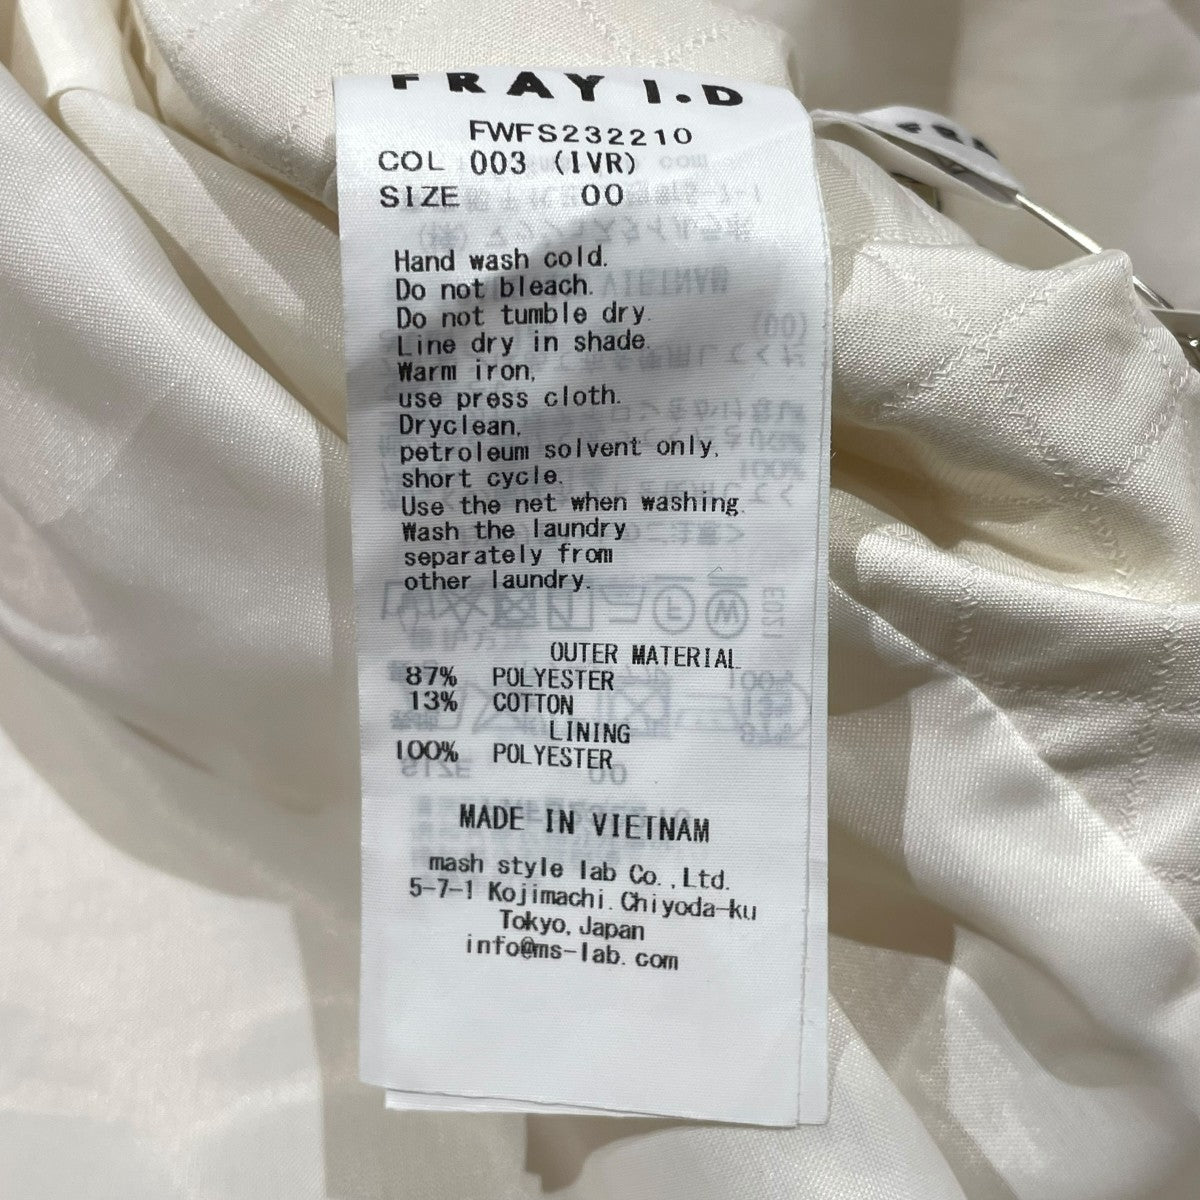 FRAY I.D
FWFS232210
COL 003 (IVR)
SIZE 00
Hand wash cold.
Do not bleach.
Do not tumble dry.
Line dry in shade.
Warm iron,
use press cloth.
Dryclean,
petroleum solvent only,
short cycle.
Use the net when washing.
Wash the laundry
separately from
other laundry.
OUTER MATERIAL
87% POLYESTER
13% COTTON
LINING
100% POLYESTER
MADE IN VIETNAM
mash style lab Co.,Ltd.
5-7-1 Kojimachi.Chiyoda-ku
Tokyo,Japan
info@ms-lab.com